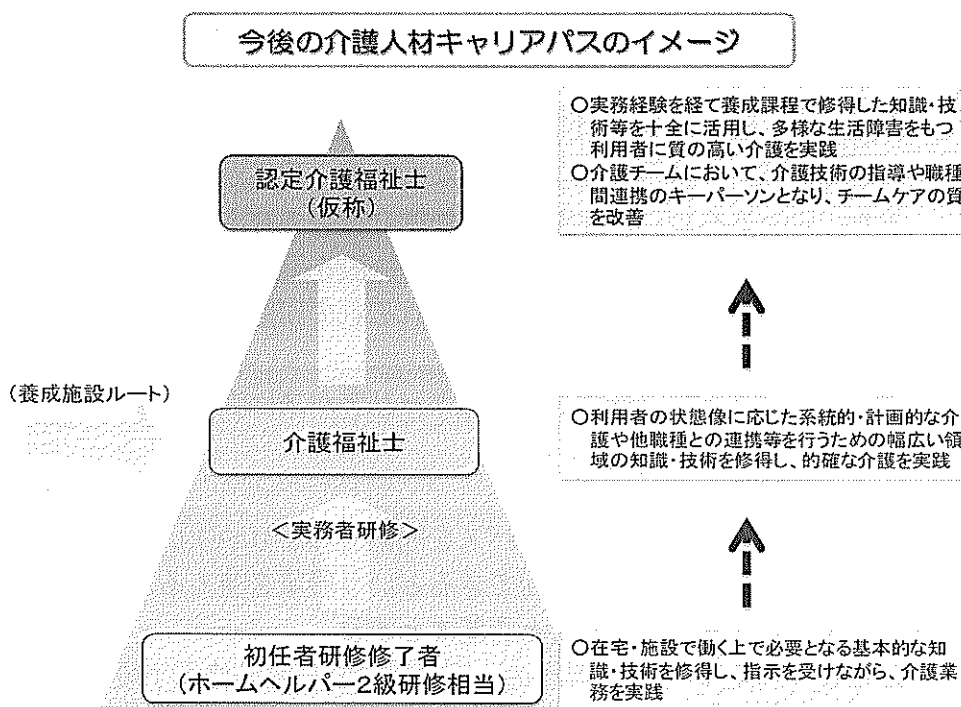 今後の介護人材キャリアパスのイメージ
認定介護福祉士
(仮称)
○実務経験を経て養成課程で修得した知識・技
術等を十全に活用し、多様な生活障害をもつ
利用者に質の高い介護を実践
○介護チームにおいて、介護技術の指導や職種
間連携のキーパーソンとなり、チームケアの質
を改善
(養成施設ルート)
介護福祉士
○利用者の状態像に応じた系統的・計画的な介
護や他職種との連携等を行うための幅広い領
域の知識・技術を修得し、的確な介護を実践
<実務者研修>
初任者研修修了者
(ホームヘルパー2級研修相当)
○在宅・施設で働く上で必要となる基本的な知
識・技術を修得し、指示を受けながら、介護業
務を実践